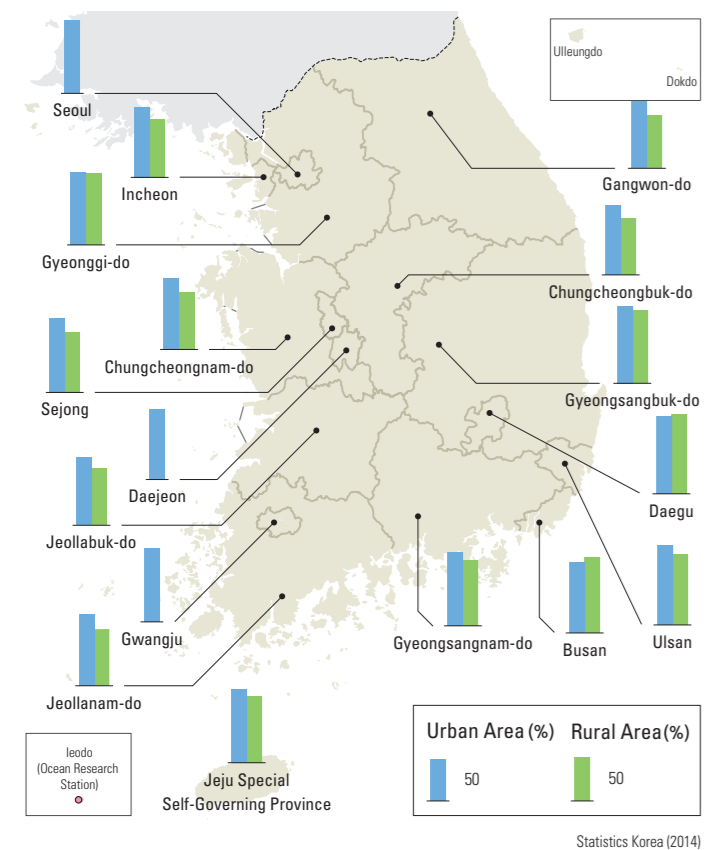 Ulleungdo
Dokdo
Seoul
Incheon
Gangwon-do
Gyeonggi-do
Chungcheongbuk-do
Chungcheongnam-do
Gyeongsangbuk-do
Sejong
Daejeon
Daegu
Jeollabuk-do
Gwangju
Gyeongsangnam-do
Busan
Ulsan
Jeollanam-do
Ieodo
(Ocean Research
Station)
Jeju Special
Self-Governing Province
Urban Area (%) Rural Area(%)
50 50
Statistics Korea (2014)